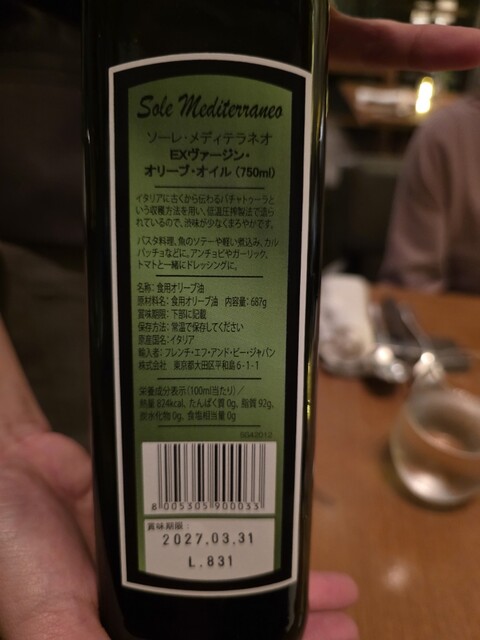 Sole Mediterraneo
ソーレ・メディテラネオ
EXヴァージン・
オリーブ・オイル（750ml）
イタリアに古くから伝わるバチャトゥーラと
いう収穫方法を用い、低温圧搾製法で造ら
れているので、渋味が少なくまろやかです。
パスタ料理、魚のソテーや軽い煮込み、カル
パッチョなどに。アンチョビやガーリック、
トマトと一緒にドレッシングに。
名称：食用オリーブ油
原材料名：食用オリーブ油 内容量：687g
賞味期限：下部に記載
保存方法：常温で保存してください
原産国名：イタリア
輸入者：フレンチ・エフ・アンド・ビー・ジャパン
株式会社 東京都大田区平和島6-1-1
栄養成分表示（100ml当たり）／
熱量 824kcal、たんぱく質 0g、脂質 92g、
炭水化物 0g、食塩相当量 0g
8 005305 900033
賞味期限：
2027.03.31
L.831